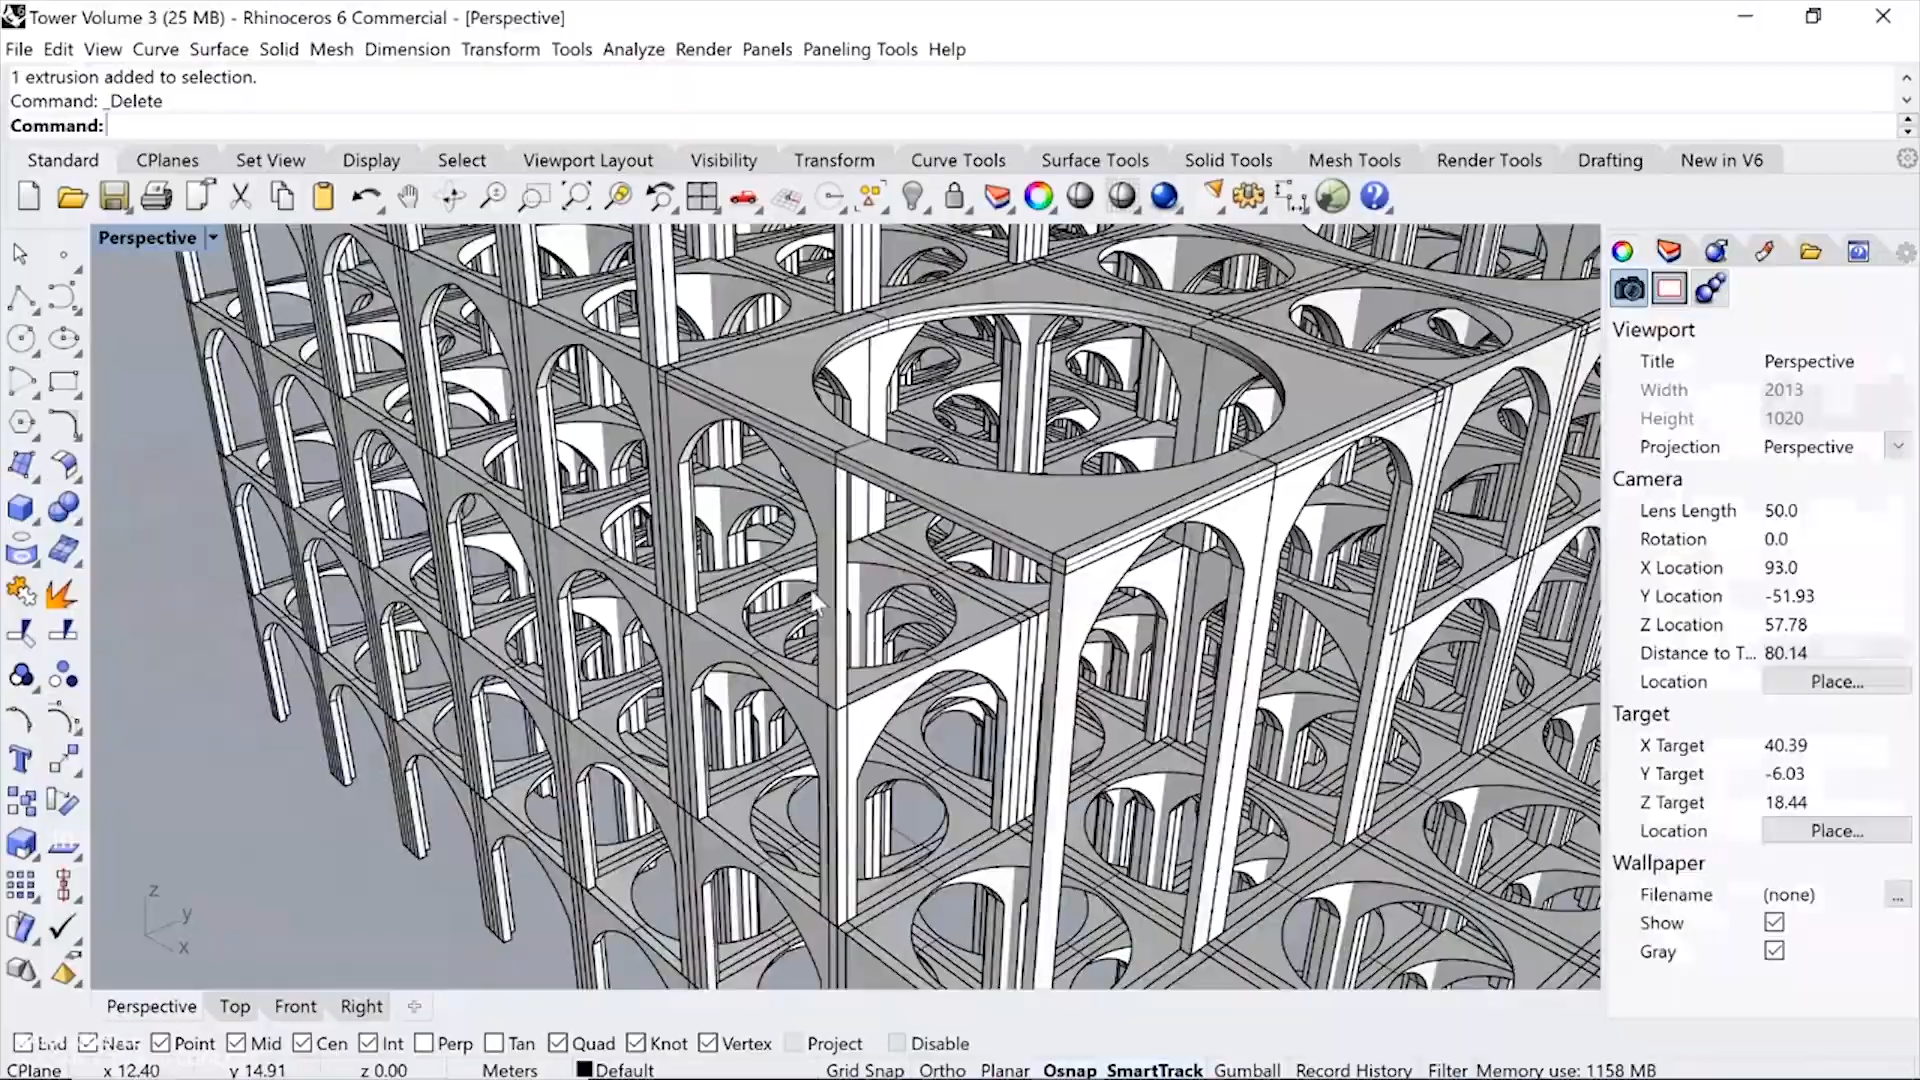 Tower Volume 3 (25 MB) - Rhinoceros 6 Commercial - [Perspective]
File Edit View Curve Surface Solid Mesh Dimension Transform Tools Analyze Render Panels Paneling Tools Help
1 extrusion added to selection.
Command: _Delete
Command:
Standard CPlanes Set View Display Select Viewport Layout Visibility Transform Curve Tools Surface Tools Solid Tools Mesh Tools Render Tools Drafting New in V6
Perspective
Viewport
Title Perspective
Width 2013
Height 1020
Projection Perspective
Camera
Lens Length 50.0
Rotation 0.0
X Location 93.0
Y Location -51.93
Z Location 57.78
Distance to T... 80.14
Location Place...
Target
X Target 40.39
Y Target -6.03
Z Target 18.44
Location Place...
Wallpaper
Filename (none) ...
Show
Gray
z
y
x
Perspective Top Front Right
End Near Point Mid Cen Int Perp Tan Quad Knot Vertex Project Disable
CPlane x 12.40 y 14.91 z 0.00 Meters Default Grid Snap Ortho Planar Osnap SmartTrack Gumball Record History Filter Memory use: 1158 MB